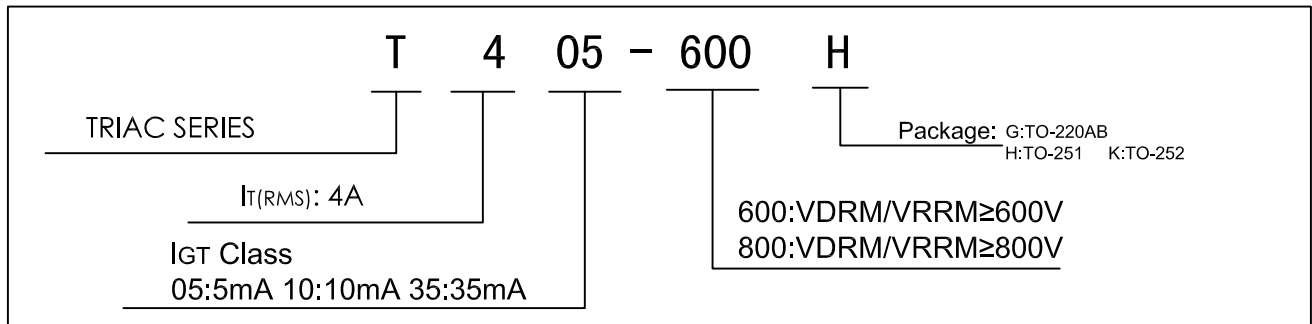 T 4 05 - 600 H
TRIAC SERIES
Package: G:TO-220AB
H:TO-251 K:TO-252
IT(RMS): 4A
600:VDRM/VRRM≥600V
800:VDRM/VRRM≥800V
IGT Class
05:5mA 10:10mA 35:35mA